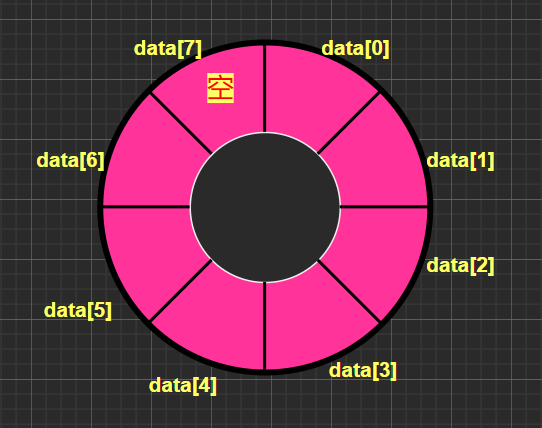 data[7]
data[0]
空
data[6]
data[1]
data[2]
data[5]
data[3]
data[4]